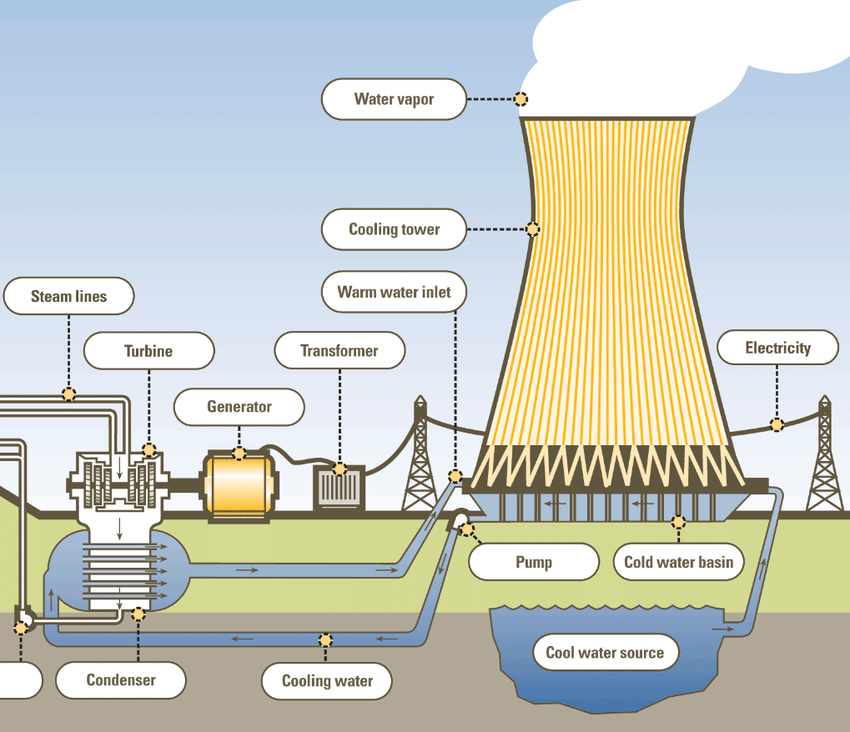 Water vapor
Cooling tower
Warm water inlet
Steam lines
Turbine
Transformer
Electricity
Generator
Pump
Cold water basin
Cool water source
Condenser
Cooling water